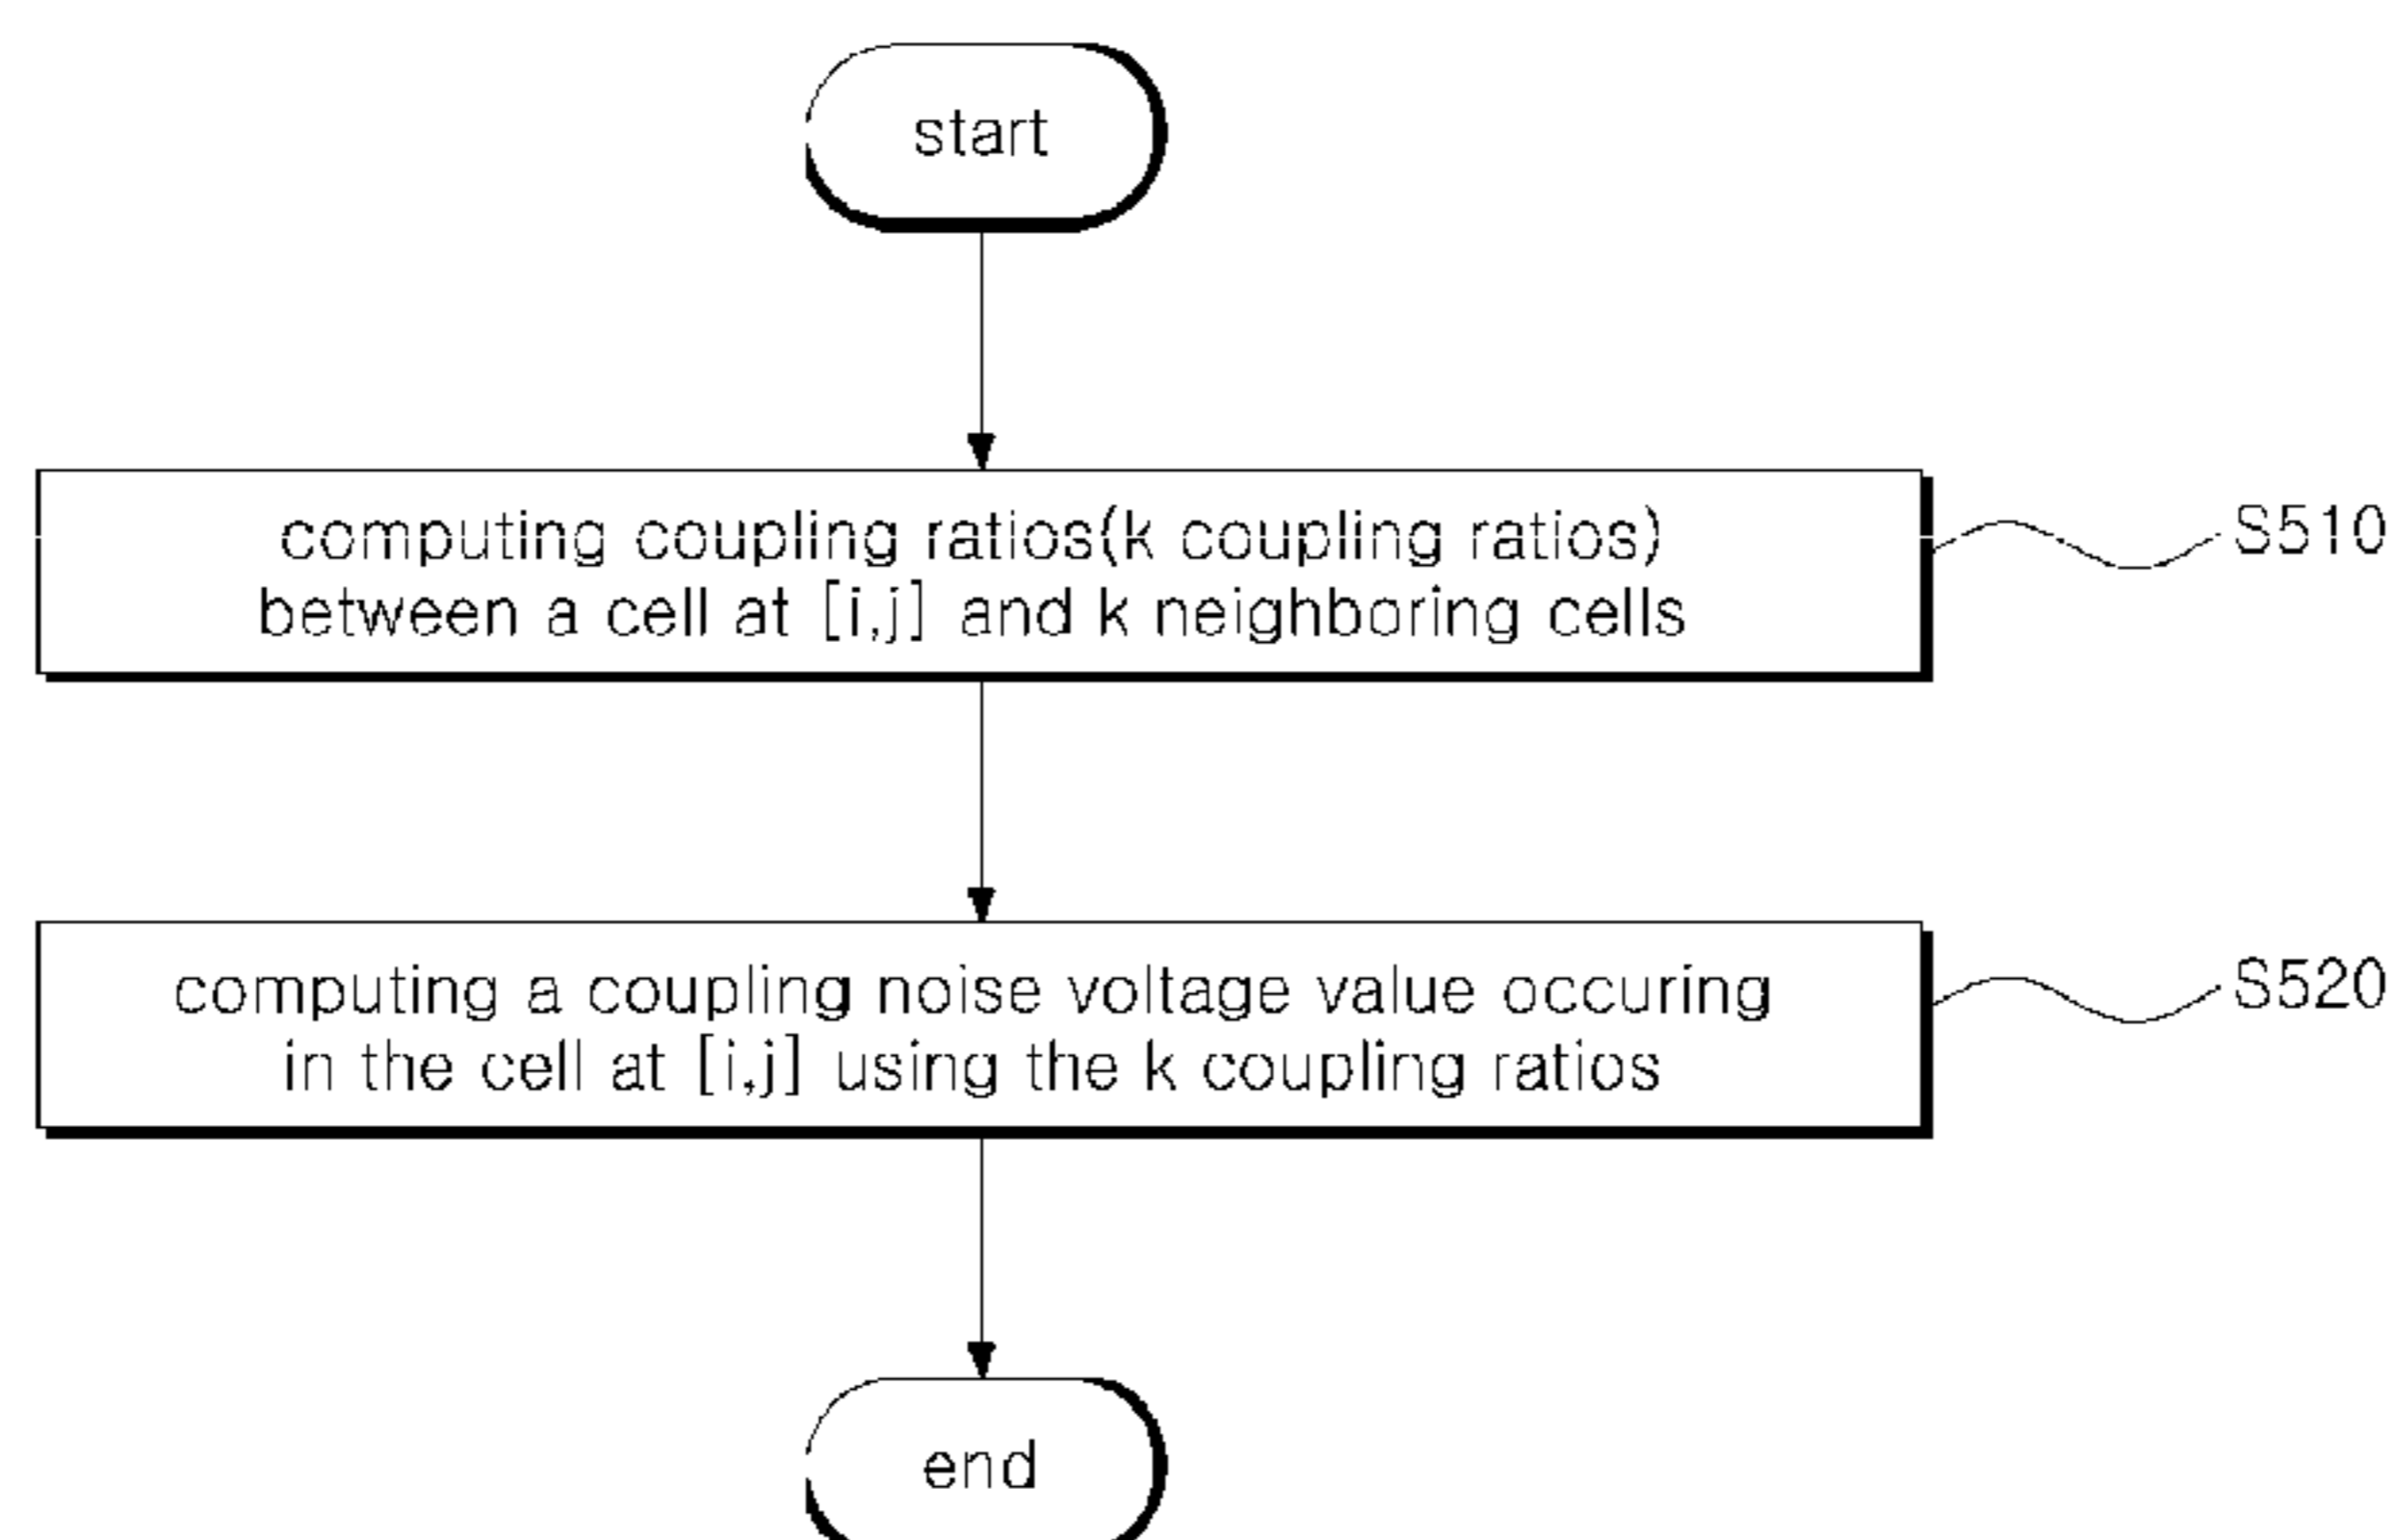 start
computing coupling ratios(k coupling ratios)
between a cell at [i,j] and k neighboring cells
S510
computing a coupling noise voltage value occuring
in the cell at [i,j] using the k coupling ratios
S520
end